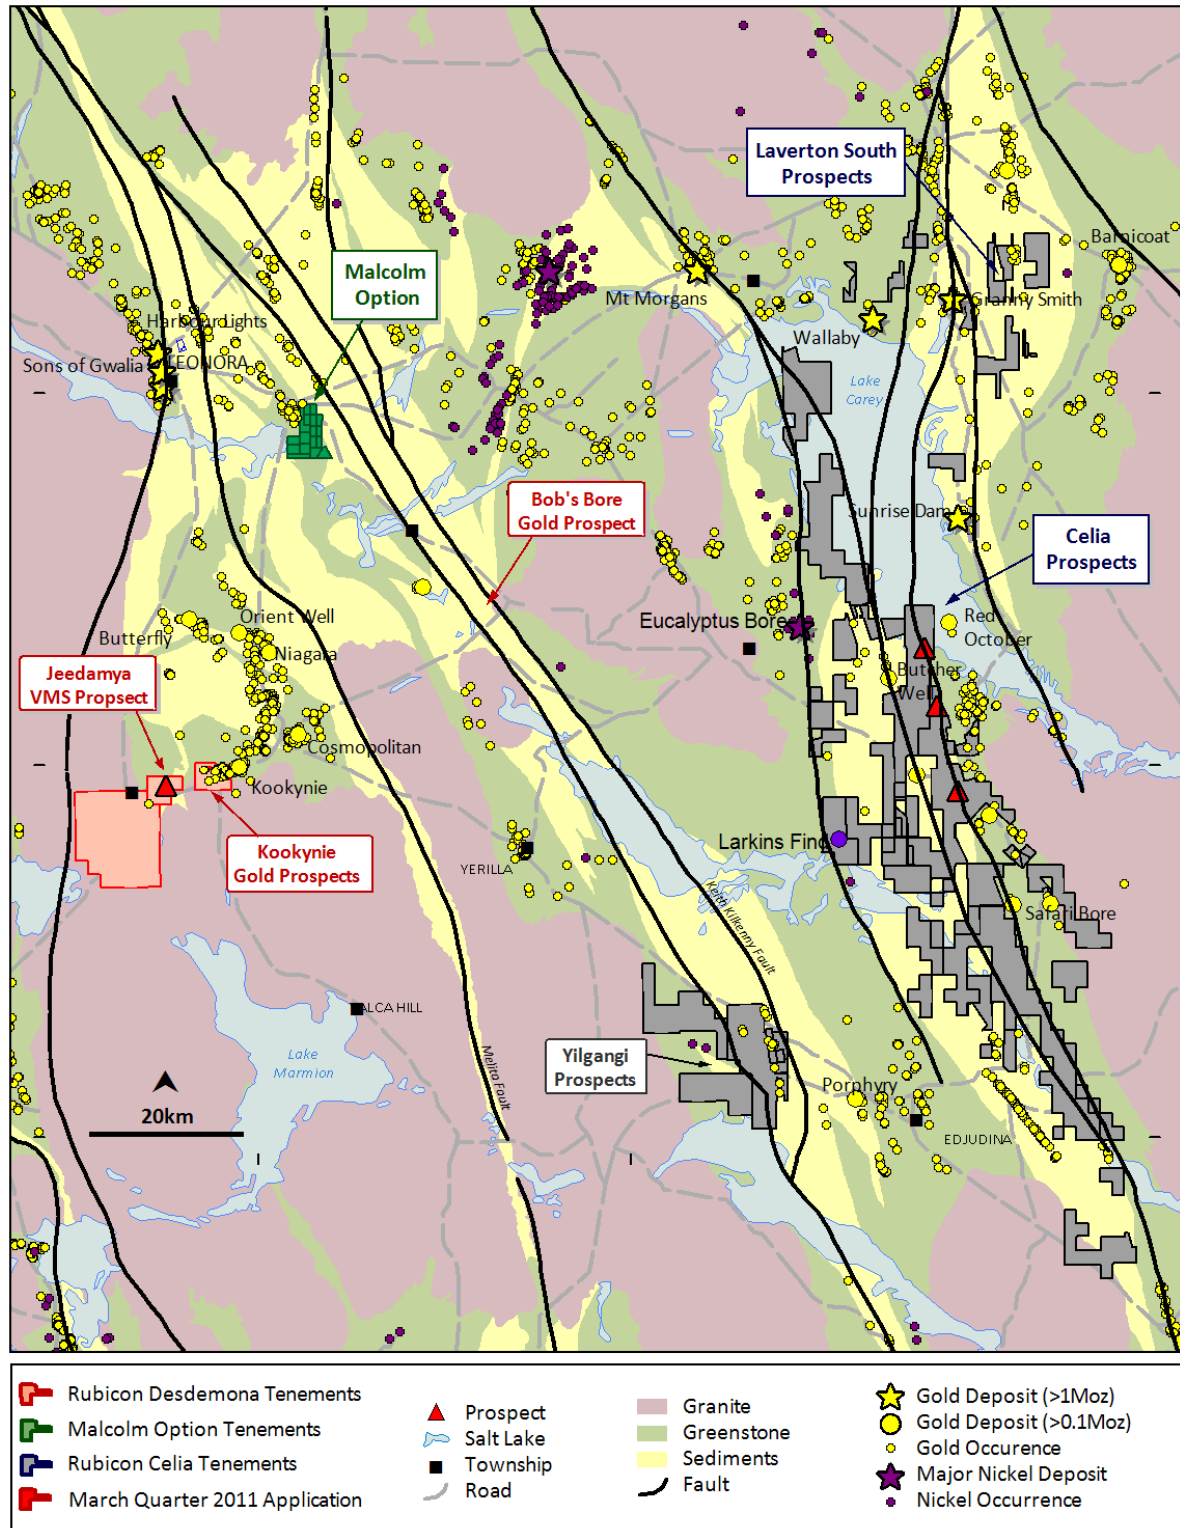 Laverton South
Prospects
Barnicoat
Malcolm
Option
Mt Morgans
Granny Smith
Harbour Lights
Wallaby
Sons of Gwalia
LEONORA
Lake
Carey
Bob's Bore
Gold Prospect
Sunrise Dam
Celia
Prospects
Orient Well
Eucalyptus Bore
Red
October
Butterfly
Niagara
Butcher
Well
Jeedamya
VMS Propsect
Cosmopolitan
Kookynie
Larkins Find
Kookynie
Gold Prospects
YERILLA
Keith Kilkenny Fault
Safari Bore
ALCA HILL
Lake
Marmion
Melita Fault
Yilgangi
Prospects
Porphyry
20km
EDJUDINA
Rubicon Desdemona Tenements
Malcolm Option Tenements
Rubicon Celia Tenements
March Quarter 2011 Application
Prospect
Salt Lake
Township
Road
Granite
Greenstone
Sediments
Fault
Gold Deposit (>1Moz)
Gold Deposit (>0.1Moz)
Gold Occurence
Major Nickel Deposit
Nickel Occurrence